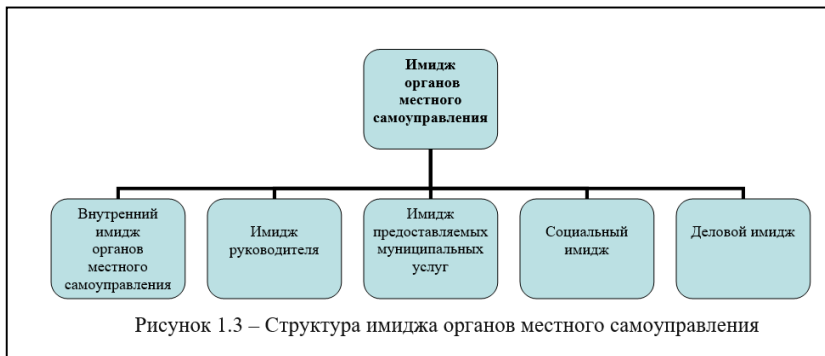 Имидж
органов
местного
самоуправления
Внутренний
имидж
органов
местного
самоуправления
Имидж
руководителя
Имидж
предоставляемых
муниципальных
услуг
Социальный
имидж
Деловой имидж
Рисунок 1.3 – Структура имиджа органов местного самоуправления